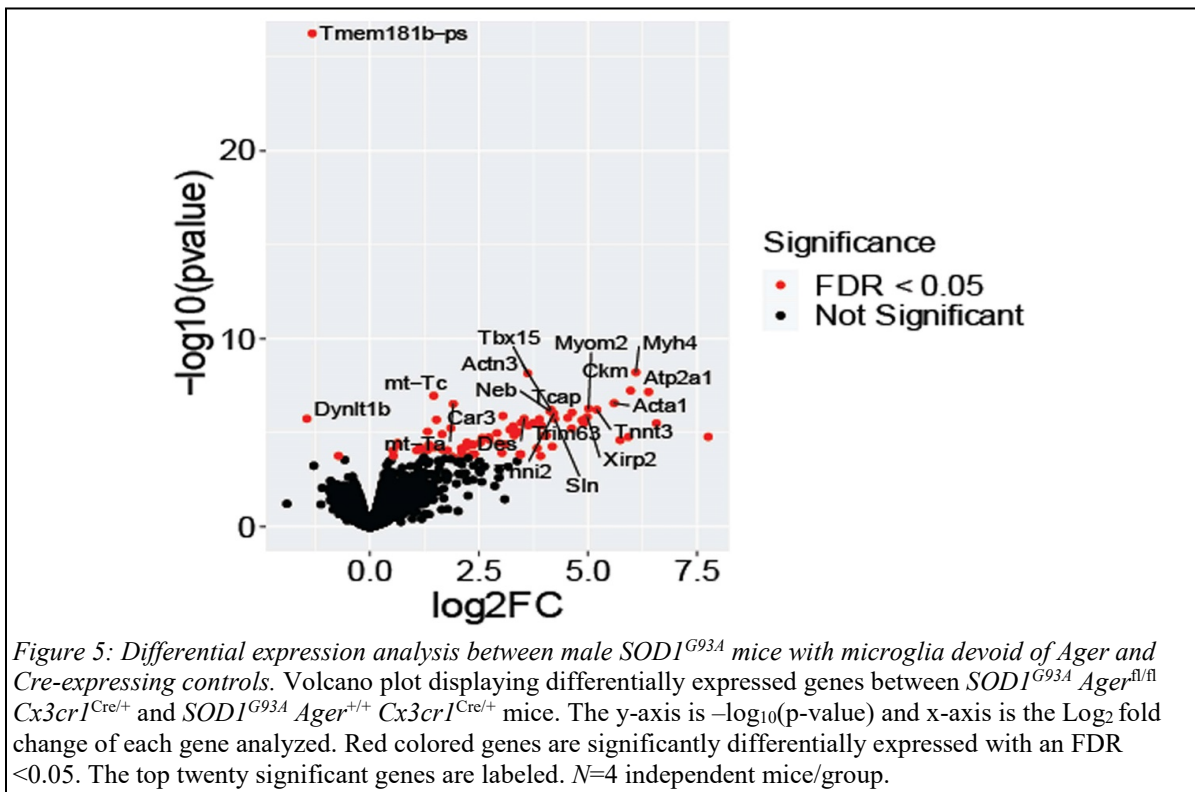 Tmem181b–ps
20
−log10(pvalue)
Significance
FDR < 0.05
Not Significant
10
Tbx15
Myom2
Myh4
Actn3
Ckm
Atp2a1
mt–Tc
Neb
Tcap
Acta1
Dynlt1b
Car3
mt–Ta
Des
Trim63
Tnnt3
nni2
Xirp2
Sln
0
0.0
2.5
5.0
7.5
log2FC
Figure 5: Differential expression analysis between male SOD1G93A mice with microglia devoid of Ager and
Cre-expressing controls. Volcano plot displaying differentially expressed genes between SOD1G93A Agerfl/fl
Cx3cr1Cre/+ and SOD1G93A Ager+/+ Cx3cr1Cre/+ mice. The y-axis is –log10(p-value) and x-axis is the Log2 fold
change of each gene analyzed. Red colored genes are significantly differentially expressed with an FDR
<0.05. The top twenty significant genes are labeled. N=4 independent mice/group.